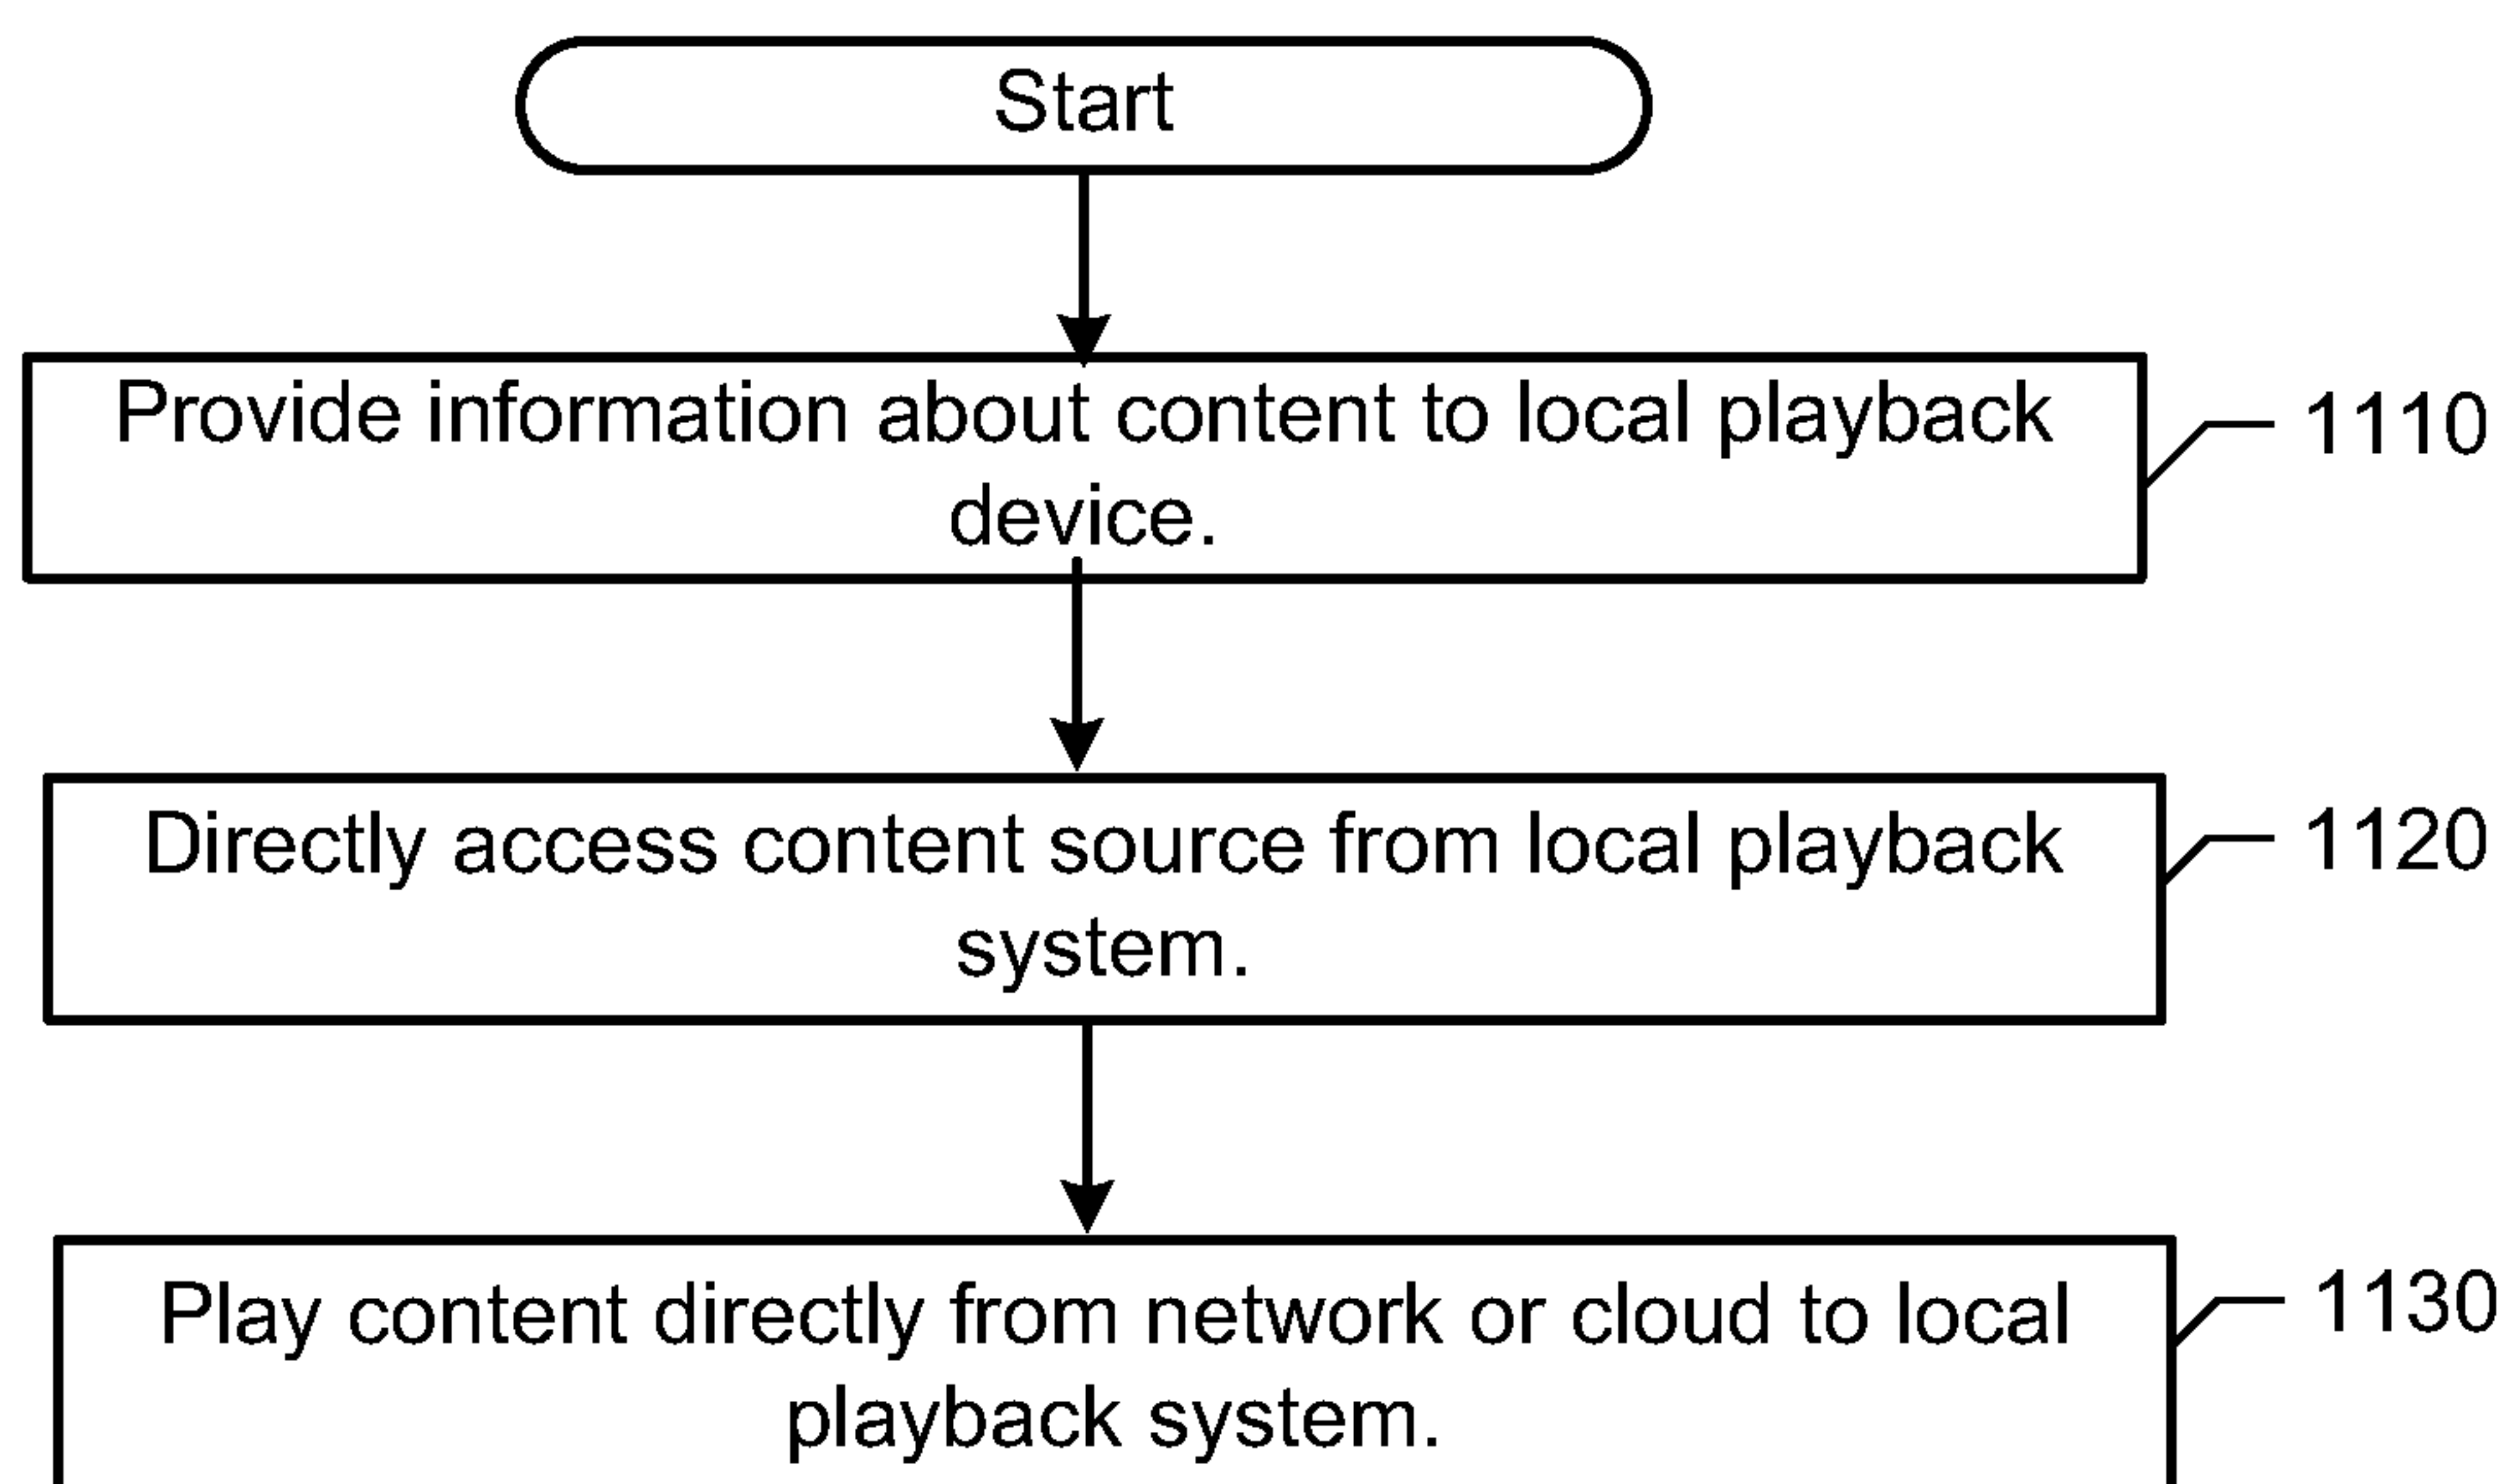 Start
Provide information about content to local playback
device.
1110
Directly access content source from local playback
system.
1120
Play content directly from network or cloud to local
playback system.
1130